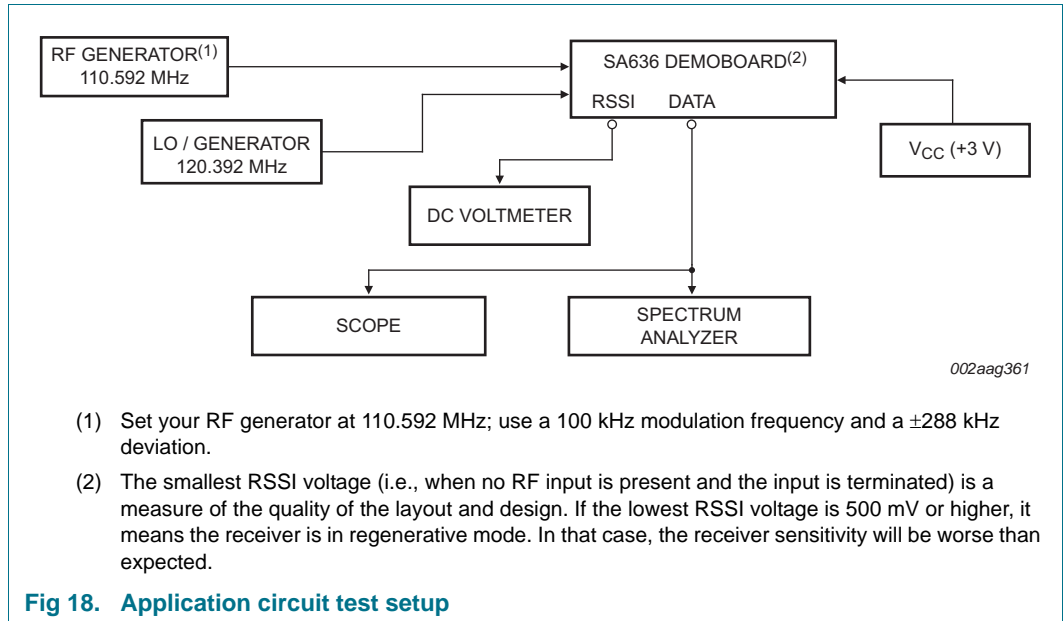 RF GENERATOR(1)
110.592 MHz
SA636 DEMOBOARD(2)
RSSI DATA
LO / GENERATOR
120.392 MHz
VCC (+3 V)
DC VOLTMETER
SCOPE
SPECTRUM
ANALYZER
002aag361
(1) Set your RF generator at 110.592 MHz; use a 100 kHz modulation frequency and a ±288 kHz
deviation.
(2) The smallest RSSI voltage (i.e., when no RF input is present and the input is terminated) is a
measure of the quality of the layout and design. If the lowest RSSI voltage is 500 mV or higher, it
means the receiver is in regenerative mode. In that case, the receiver sensitivity will be worse than
expected.
Fig 18. Application circuit test setup